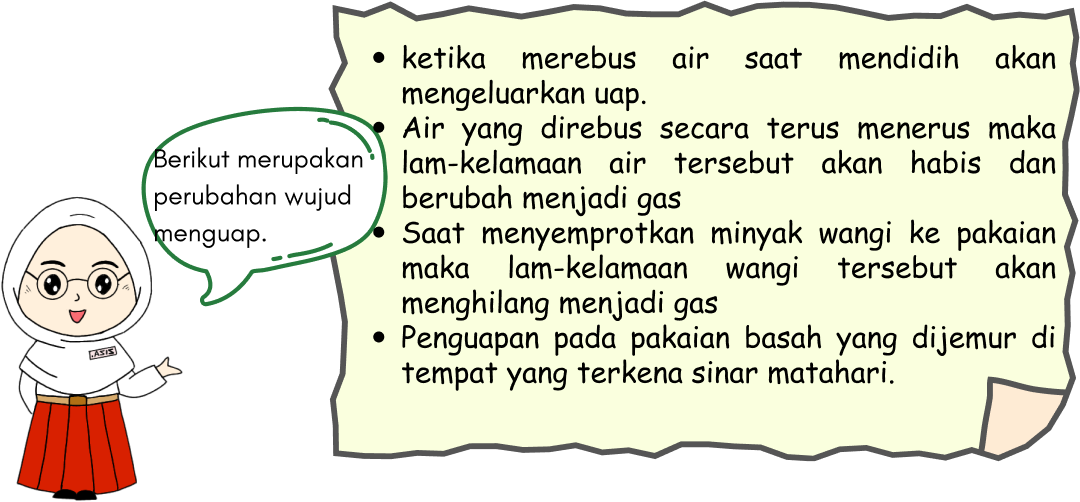 Berikut merupakan
perubahan wujud
menguap.
• ketika merebus air saat mendidih akan
mengeluarkan uap.
• Air yang direbus secara terus menerus maka
lam-kelamaan air tersebut akan habis dan
berubah menjadi gas
• Saat menyemprotkan minyak wangi ke pakaian
maka lam-kelamaan wangi tersebut akan
menghilang menjadi gas
• Penguapan pada pakaian basah yang dijemur di
tempat yang terkena sinar matahari.